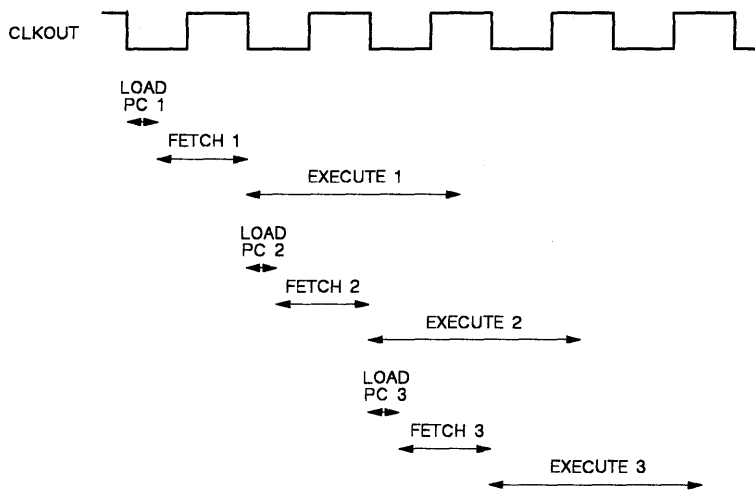 CLKOUT
LOAD
PC 1
FETCH 1
EXECUTE 1
LOAD
PC 2
FETCH 2
EXECUTE 2
LOAD
PC 3
FETCH 3
EXECUTE 3